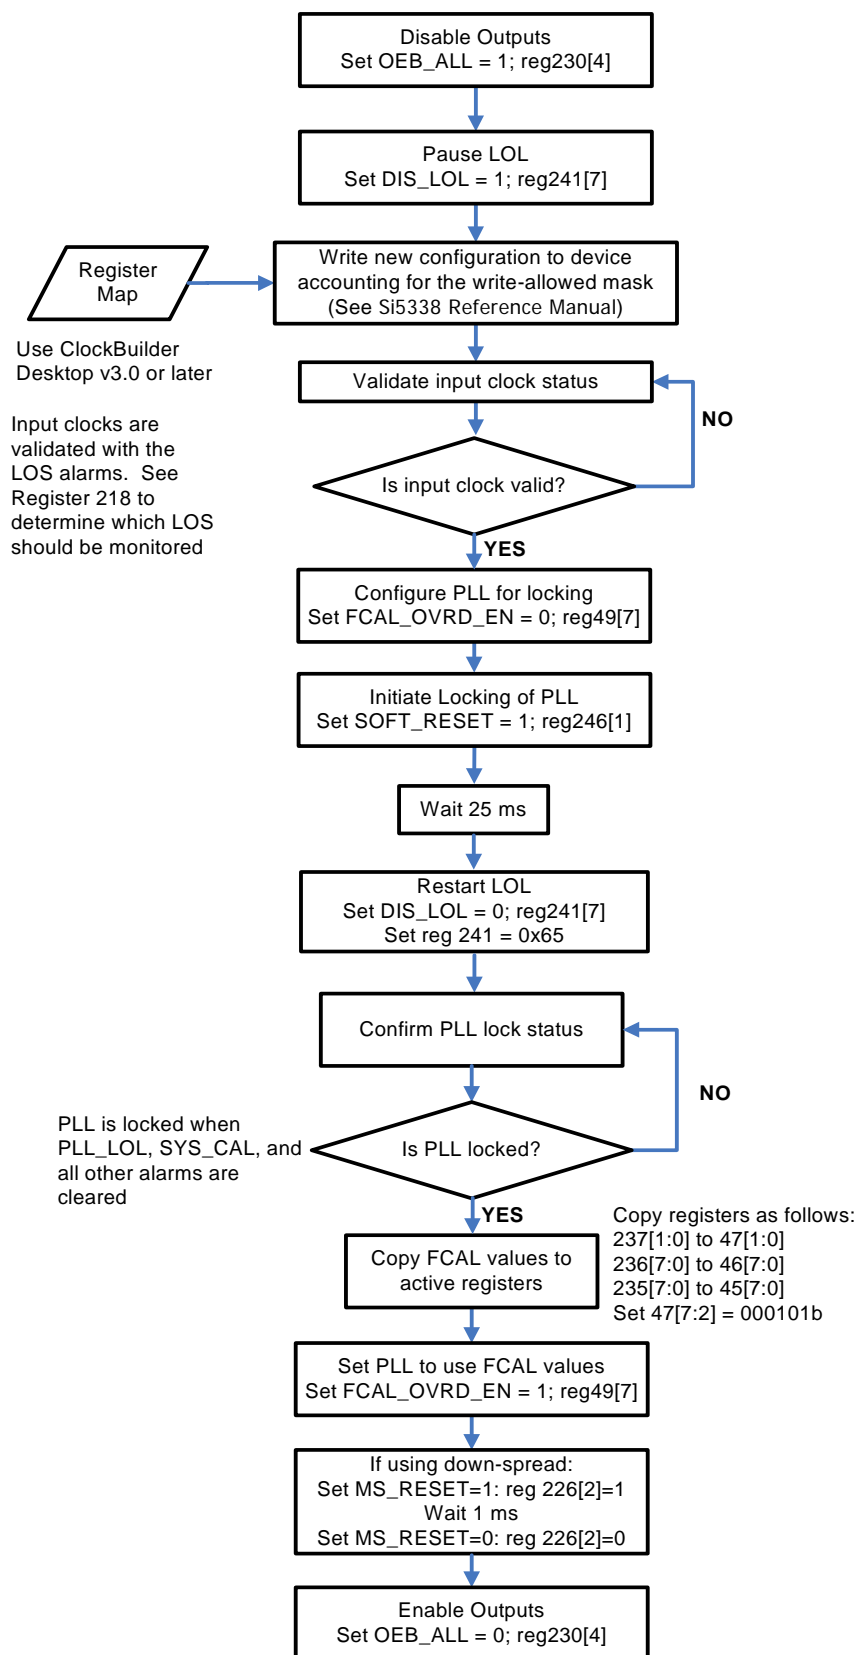 Disable Outputs
Set OEB_ALL = 1; reg230[4]
Pause LOL
Set DIS_LOL = 1; reg241[7]
Register
Map
Write new configuration to device
accounting for the write-allowed mask
(See Si5338 Reference Manual)
Use ClockBuilder
Desktop v3.0 or later
Validate input clock status
NO
Input clocks are
validated with the
LOS alarms.  See
Register 218 to
determine which LOS
should be monitored
Is input clock valid?
YES
Configure PLL for locking
Set FCAL_OVRD_EN = 0; reg49[7]
Initiate Locking of PLL
Set SOFT_RESET = 1; reg246[1]
Wait 25 ms
Restart LOL
Set DIS_LOL = 0; reg241[7]
Set reg 241 = 0x65
Confirm PLL lock status
NO
PLL is locked when
PLL_LOL, SYS_CAL, and
all other alarms are
cleared
Is PLL locked?
YES
Copy FCAL values to
active registers
Copy registers as follows:
237[1:0] to 47[1:0]
236[7:0] to 46[7:0]
235[7:0] to 45[7:0]
Set 47[7:2] = 000101b
Set PLL to use FCAL values
Set FCAL_OVRD_EN = 1; reg49[7]
If using down-spread:
Set MS_RESET=1: reg 226[2]=1
Wait 1 ms
Set MS_RESET=0: reg 226[2]=0
Enable Outputs
Set OEB_ALL = 0; reg230[4]